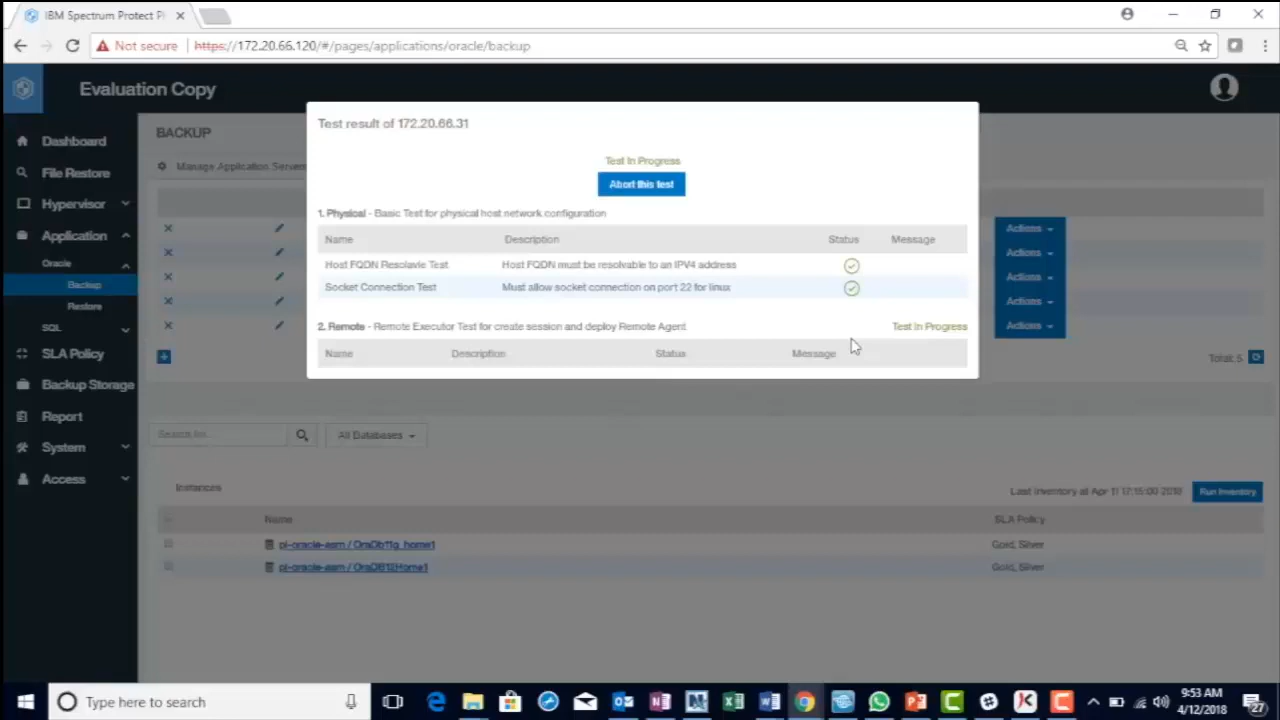 IBM Spectrum Protect Pl
Not secure https://172.20.66.120/#/pages/applications/oracle/backup
Evaluation Copy
Dashboard
File Restore
Hypervisor
Application
Oracle
Backup
Restore
SQL
SLA Policy
Backup Storage
Report
System
Access
BACKUP
Manage Application Servers
Test result of 172.20.66.31
Test In Progress
Abort this test
1. Physical - Basic Test for physical host network configuration
Name Description Status Message
Host FQDN Resolavle Test Host FQDN must be resolvable to an IPV4 address
Socket Connection Test Must allow socket connection on port 22 for linux
2. Remote - Remote Executor Test for create session and deploy Remote Agent Test In Progress
Name Description Status Message
Actions
Actions
Actions
Actions
Actions
Total: 5
Search for... All Databases
Instances Last Inventory at Apr 11 17:15:00 2018 Run Inventory
Name SLA Policy
pl-oracle-asm / OraDb11g_home1 Gold, Silver
pl-oracle-asm / OraDB12Home1 Gold, Silver
Type here to search
9:53 AM
4/12/2018
27